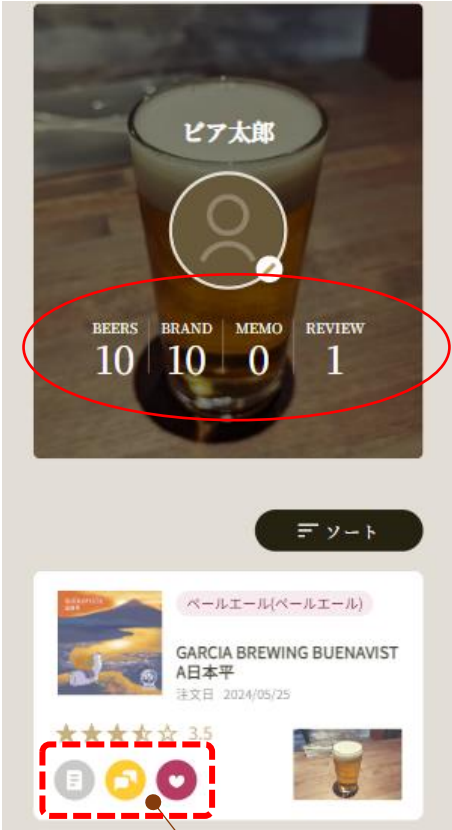 ビア太郎
BEERS BRAND MEMO REVIEW
10 10 0 1
ソート
ペールエール(ペールエール)
GARCIA BREWING BUENAVIST
A日本平
注文日 2024/05/25
3.5